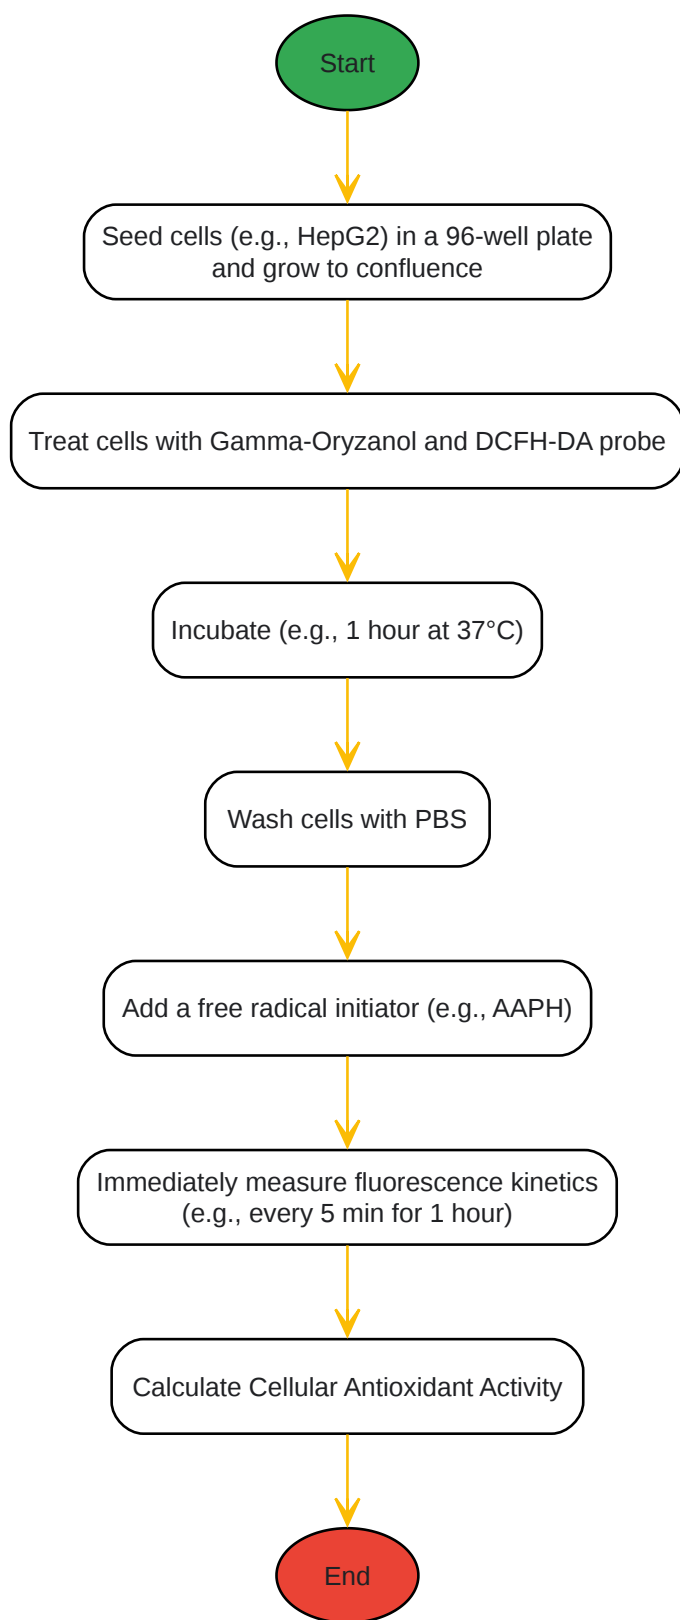 Start
Seed cells (e.g., HepG2) in a 96-well plate
and grow to confluence
Treat cells with Gamma-Oryzanol and DCFH-DA probe
Incubate (e.g., 1 hour at 37°C)
Wash cells with PBS
Add a free radical initiator (e.g., AAPH)
Immediately measure fluorescence kinetics
(e.g., every 5 min for 1 hour)
Calculate Cellular Antioxidant Activity
End